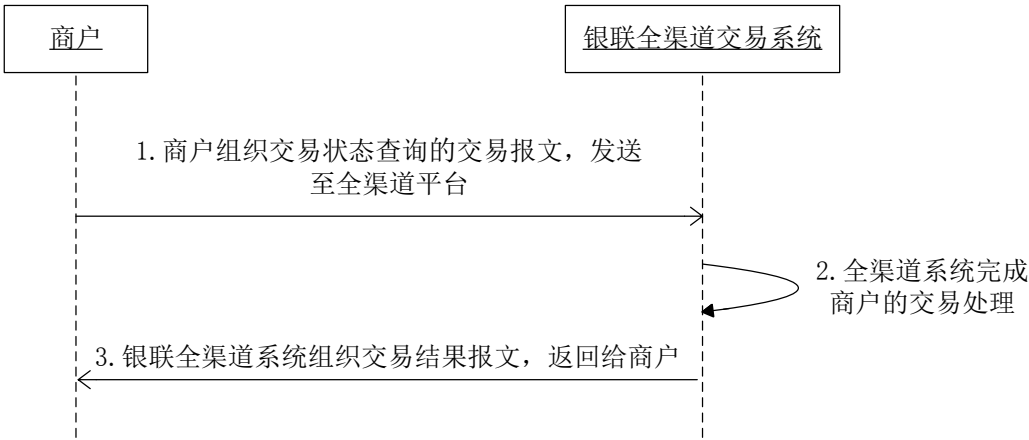 商户
银联全渠道交易系统
1.商户组织交易状态查询的交易报文，发送
至全渠道平台
2.全渠道系统完成
商户的交易处理
3.银联全渠道系统组织交易结果报文，返回给商户